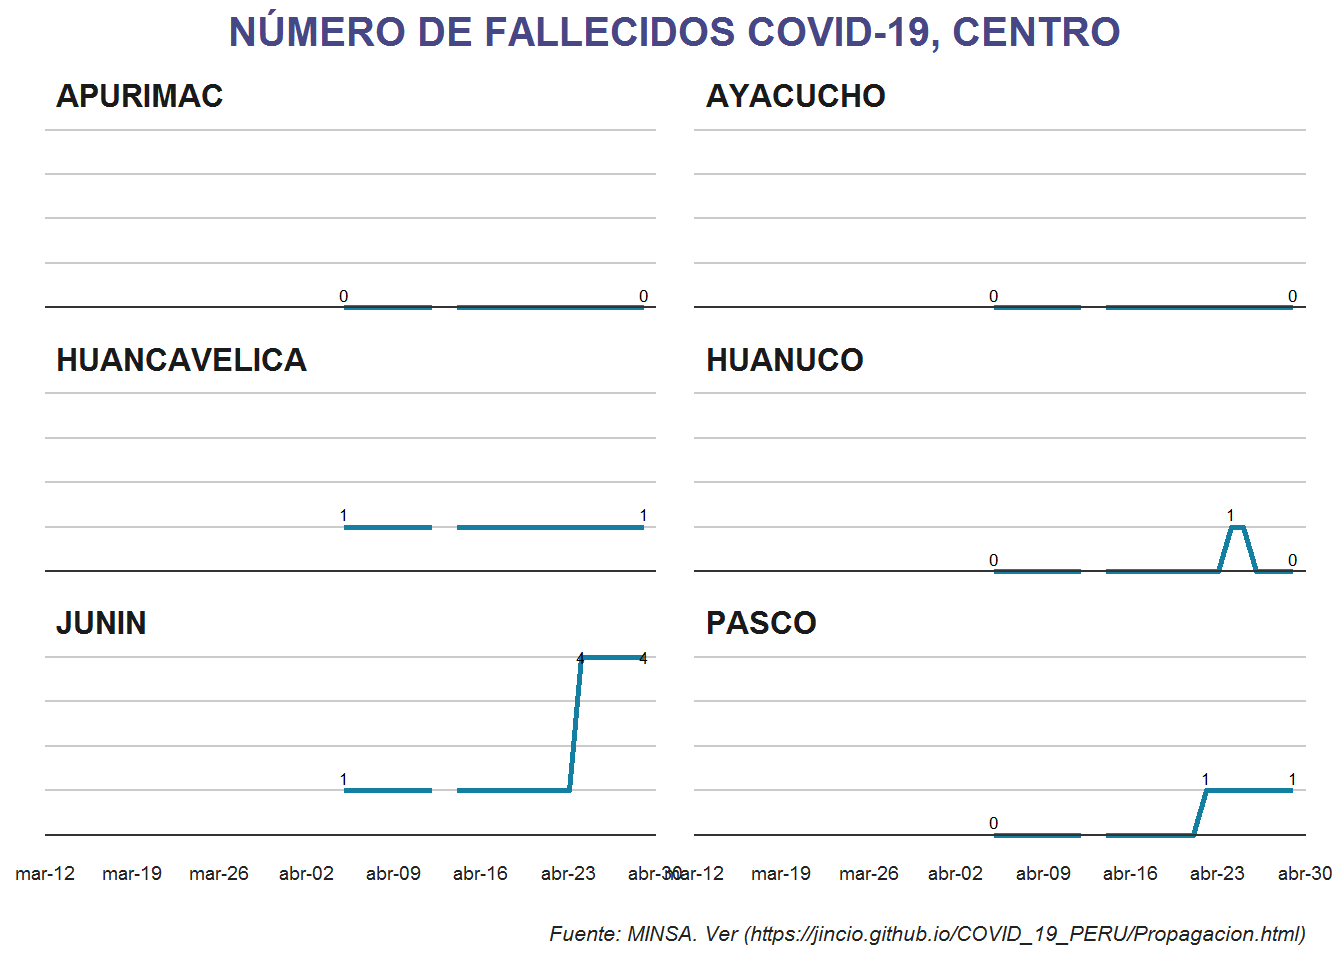 NÚMERO DE FALLECIDOS COVID-19, CENTRO
APURIMAC
AYACUCHO
0 0
0 0
HUANCAVELICA
HUANUCO
1 1
0 1 0
JUNIN
PASCO
1 4 4
0 1 1
mar-12 mar-19 mar-26 abr-02 abr-09 abr-16 abr-23 abr-30
mar-12 mar-19 mar-26 abr-02 abr-09 abr-16 abr-23 abr-30
Fuente: MINSA. Ver (https://jincio.github.io/COVID_19_PERU/Propagacion.html)